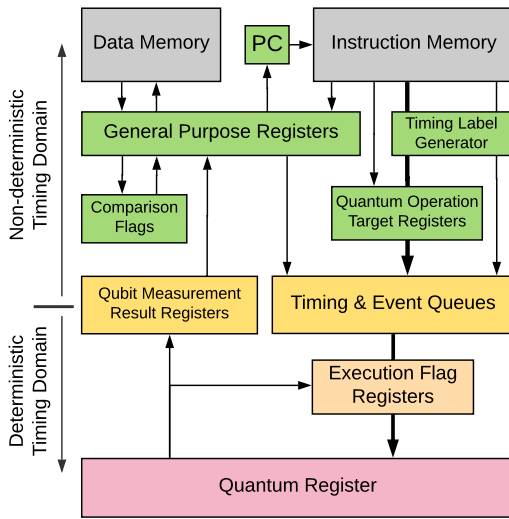 Data Memory
PC
Instruction Memory
General Purpose Registers
Timing Label
Generator
Comparison
Flags
Quantum Operation
Target Registers
Non-deterministic
Timing Domain
Qubit Measurement
Result Registers
Timing & Event Queues
Deterministic
Timing Domain
Execution Flag
Registers
Quantum Register